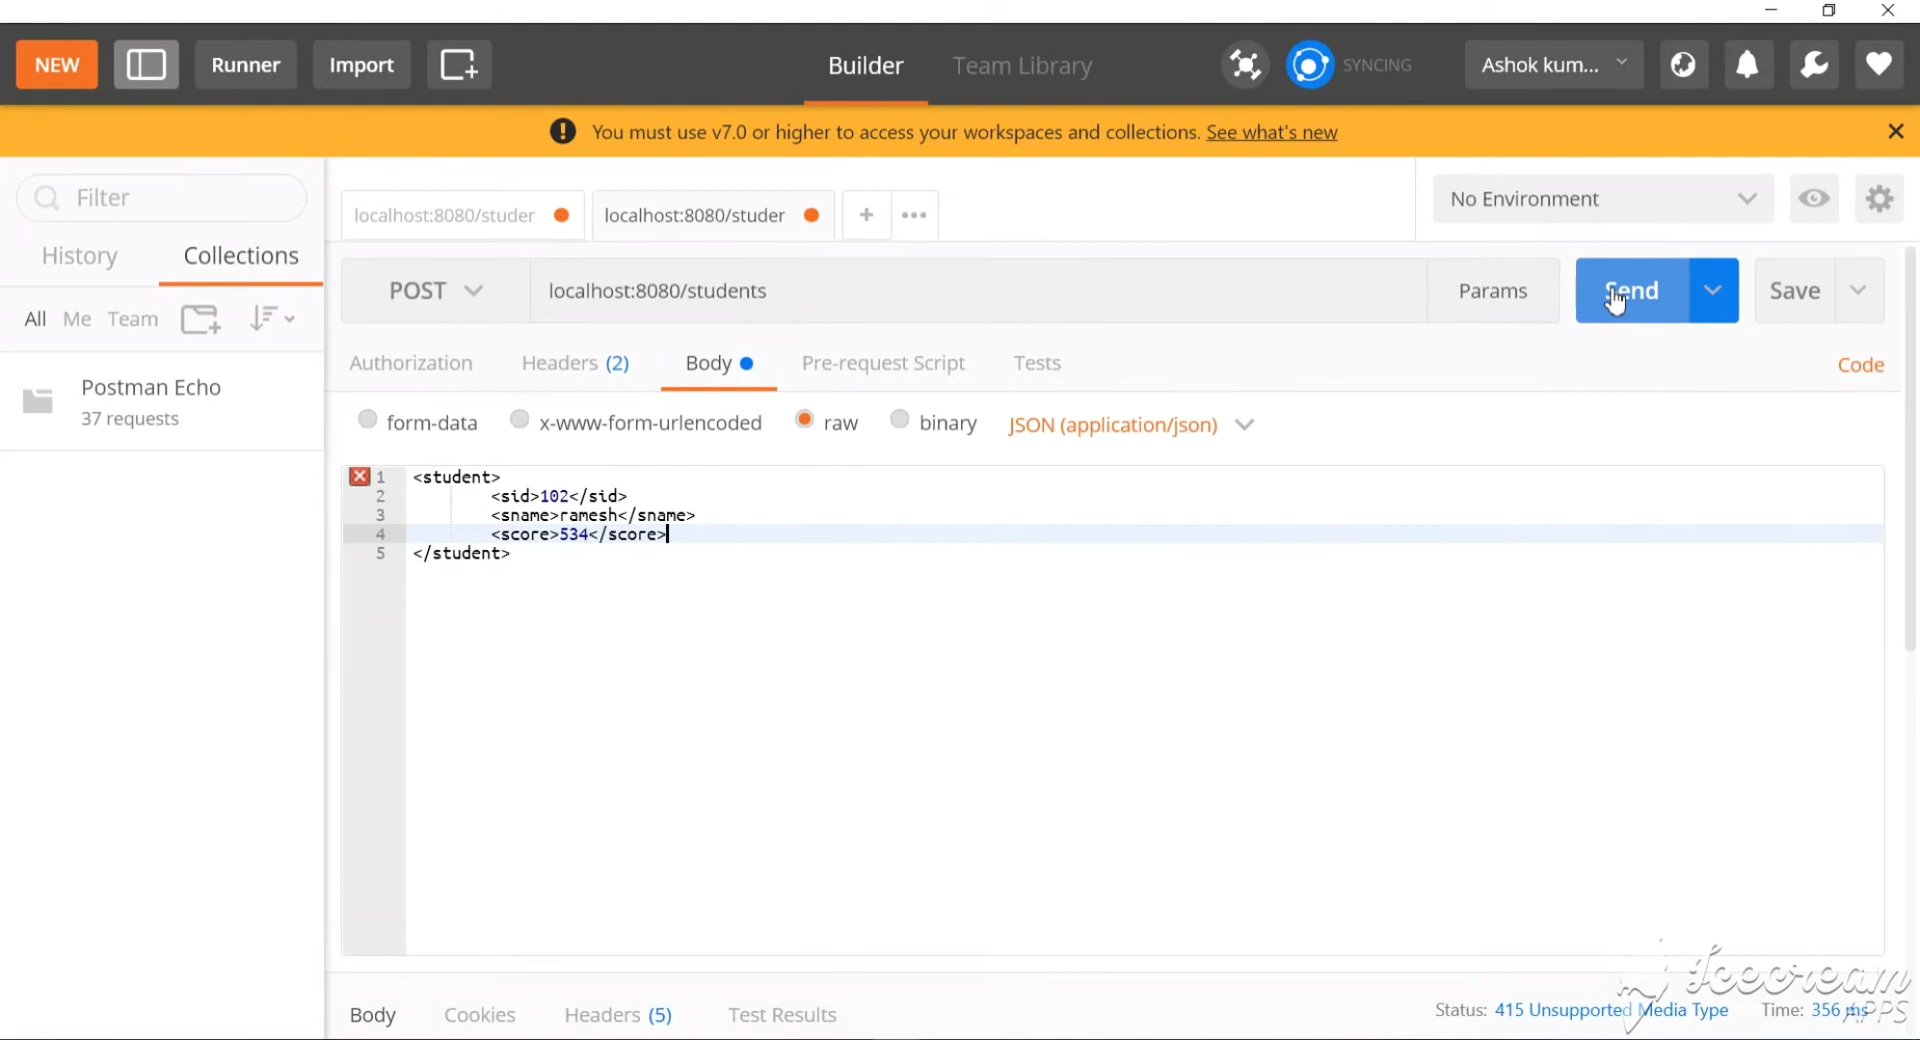 NEW
Runner
Import
Builder
Team Library
SYNCING
Ashok kum...
You must use v7.0 or higher to access your workspaces and collections. See what's new
Filter
History
Collections
All
Me
Team
Postman Echo
37 requests
localhost:8080/studer
localhost:8080/studer
No Environment
POST
localhost:8080/students
Params
Send
Save
Authorization
Headers (2)
Body
Pre-request Script
Tests
Code
form-data
x-www-form-urlencoded
raw
binary
JSON (application/json)
1 <student>
2 <sid>102</sid>
3 <sname>ramesh</sname>
4 <score>534</score>
5 </student>
Body
Cookies
Headers (5)
Test Results
Status: 415 Unsupported Media Type
Time: 356 ms
Icecream
APPS